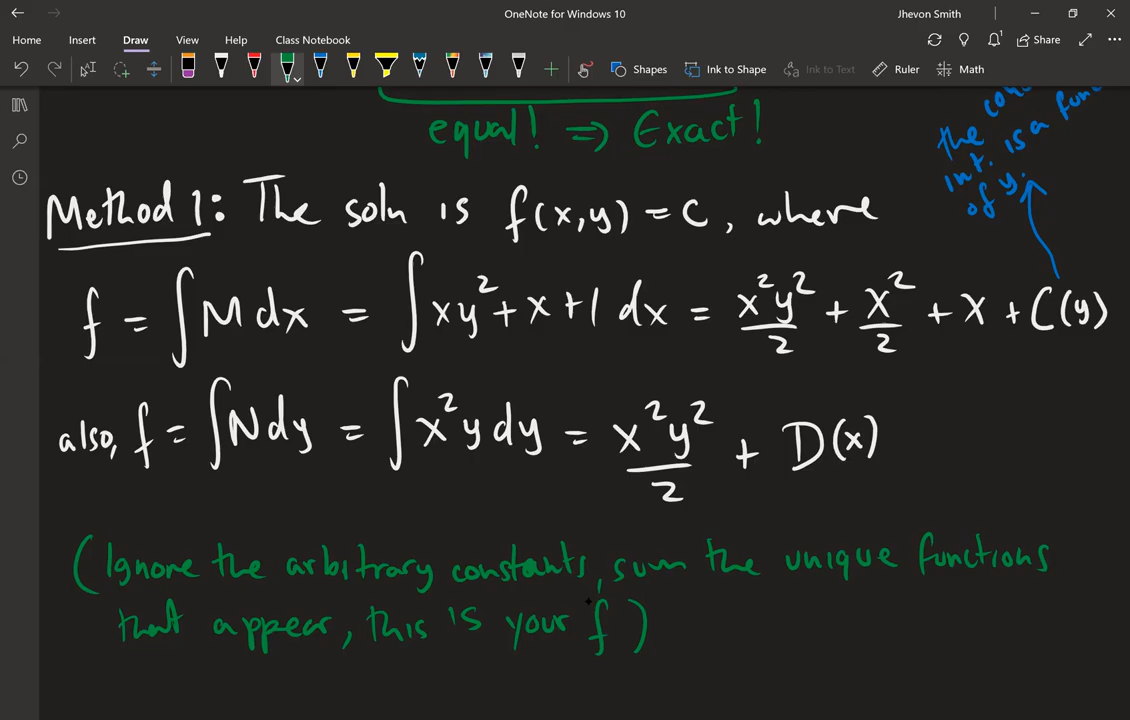 OneNote for Windows 10
Jhevon Smith
Home Insert Draw View Help Class Notebook
Share
Shapes Ink to Shape Ink to Text Ruler Math
equal! => Exact!
the
int. is a
of y.
Method 1: The soln is f(x,y) = C, where
f = ∫M dx = ∫xy² + x + 1 dx = x²y²/2 + x²/2 + x + C(y)
also, f = ∫N dy = ∫x²y dy = x²y²/2 + D(x)
(Ignore the arbitrary constants, sum the unique functions
that appear, this is your f)